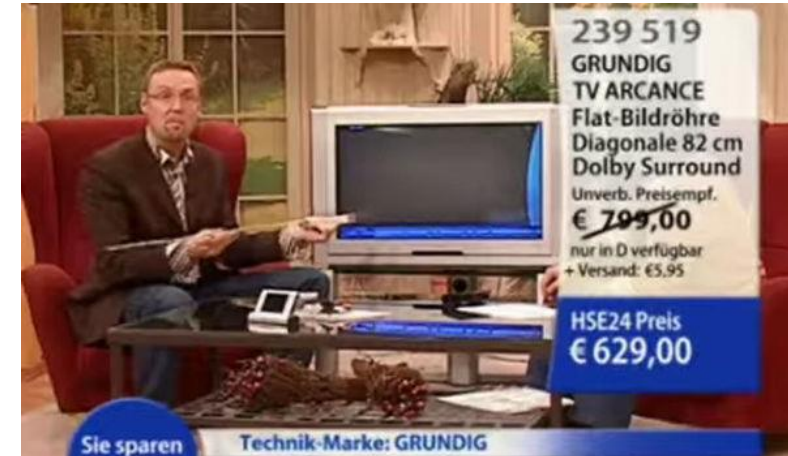 239 519
GRUNDIG
TV ARCANCE
Flat-Bildröhre
Diagonale 82 cm
Dolby Surround
Unverb. Preisempf.
€ 799,00
nur in D verfügbar
+ Versand: €5,95
HSE24 Preis
€ 629,00
Sie sparen
Technik-Marke: GRUNDIG